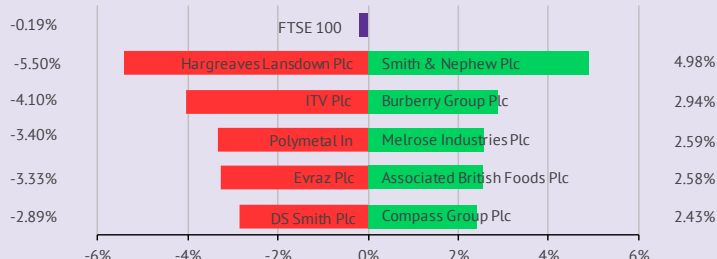 -0.19% FTSE 100
-5.50% Hargreaves Lansdown Plc Smith & Nephew Plc 4.98%
-4.10% ITV Plc Burberry Group Plc 2.94%
-3.40% Polymetal In Melrose Industries Plc 2.59%
-3.33% Evraz Plc Associated British Foods Plc 2.58%
-2.89% DS Smith Plc Compass Group Plc 2.43%
-6% -4% -2% 0% 2% 4% 6%